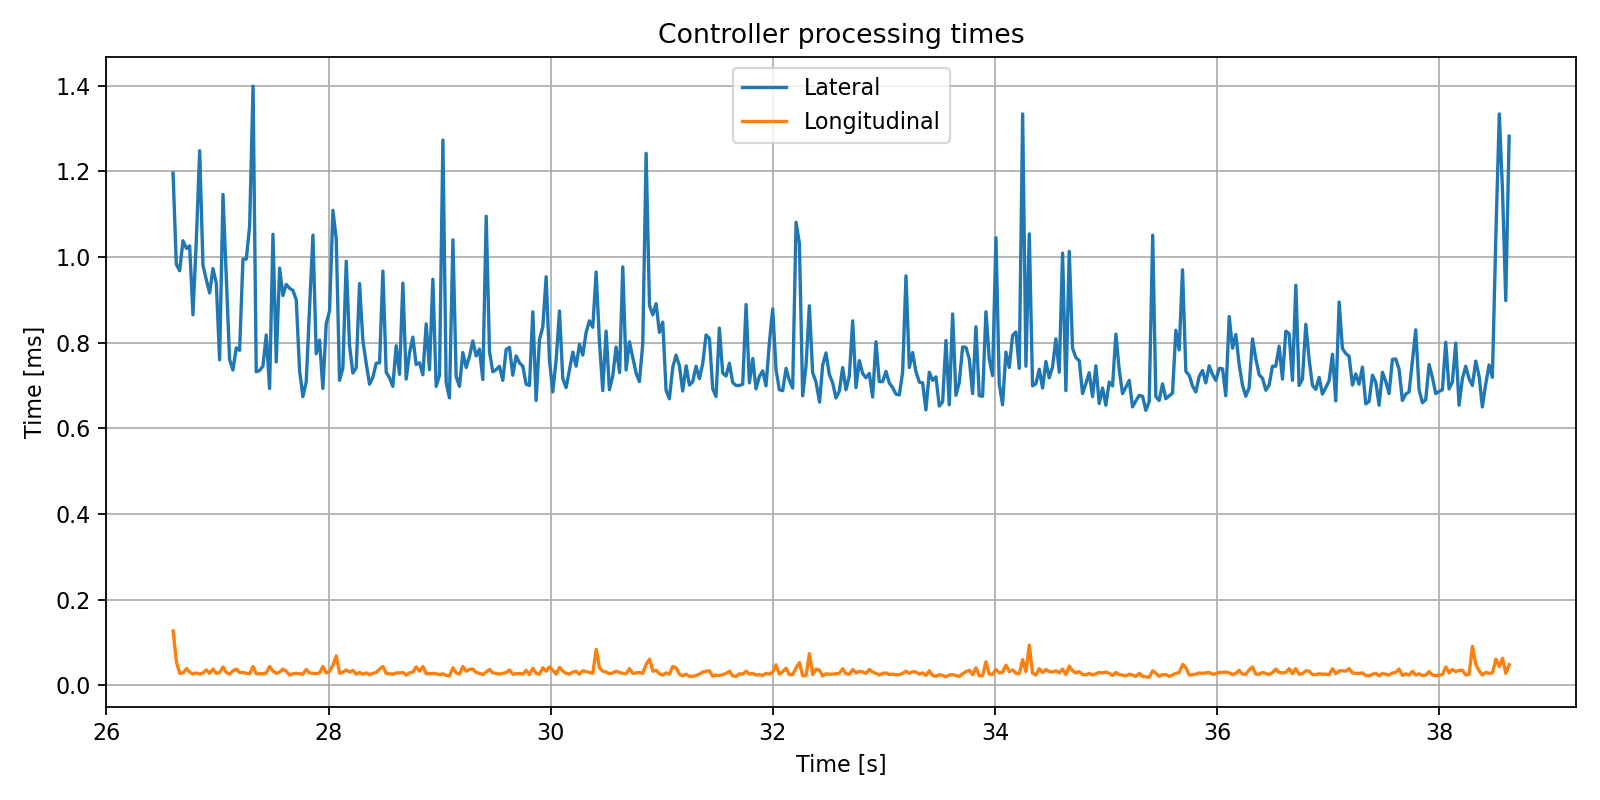 Controller processing times
Lateral
Longitudinal
Time [ms]
1.4
1.2
1.0
0.8
0.6
0.4
0.2
0.0
26 28 30 32 34 36 38
Time [s]